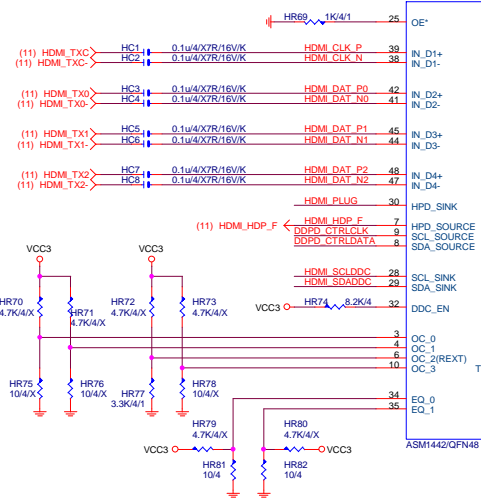 HR69 1K/4/1 25 OE*
(11) HDMI_TXC HC1 0.1u/4/X7R/16V/K HDMI_CLK_P 39 IN_D1+
(11) HDMI_TXC- HC2 0.1u/4/X7R/16V/K HDMI_CLK_N 38 IN_D1-
(11) HDMI_TX0 HC3 0.1u/4/X7R/16V/K HDMI_DAT_P0 42 IN_D2+
(11) HDMI_TX0- HC4 0.1u/4/X7R/16V/K HDMI_DAT_N0 41 IN_D2-
(11) HDMI_TX1 HC5 0.1u/4/X7R/16V/K HDMI_DAT_P1 45 IN_D3+
(11) HDMI_TX1- HC6 0.1u/4/X7R/16V/K HDMI_DAT_N1 44 IN_D3-
(11) HDMI_TX2 HC7 0.1u/4/X7R/16V/K HDMI_DAT_P2 48 IN_D4+
(11) HDMI_TX2- HC8 0.1u/4/X7R/16V/K HDMI_DAT_N2 47 IN_D4-
HDMI_PLUG 30 HPD_SINK
(11) HDMI_HDP_F HDMI_HDP_F 7 HPD_SOURCE
DDPD_CTRLCLK 9 SCL_SOURCE
DDPD_CTRLDATA 8 SDA_SOURCE
VCC3 VCC3
HDMI_SCLDDC 28 SCL_SINK
HDMI_SDADDC 29 SDA_SINK
HR70 HR71 HR72 HR73 VCC3 HR74 8.2K/4 32 DDC_EN
4.7K/4/X 4.7K/4/X 4.7K/4/X 4.7K/4/X
3 OC_0
4 OC_1
6 OC_2(REXT)
10 OC_3 T
HR75 HR76 HR77 HR78
10/4/X 10/4/X 3.3K/4/1 10/4/X
34 EQ_0
35 EQ_1
HR79 HR80
4.7K/4/X 4.7K/4/X
VCC3 VCC3
ASM1442/QFN48
HR81 HR82
10/4 10/4